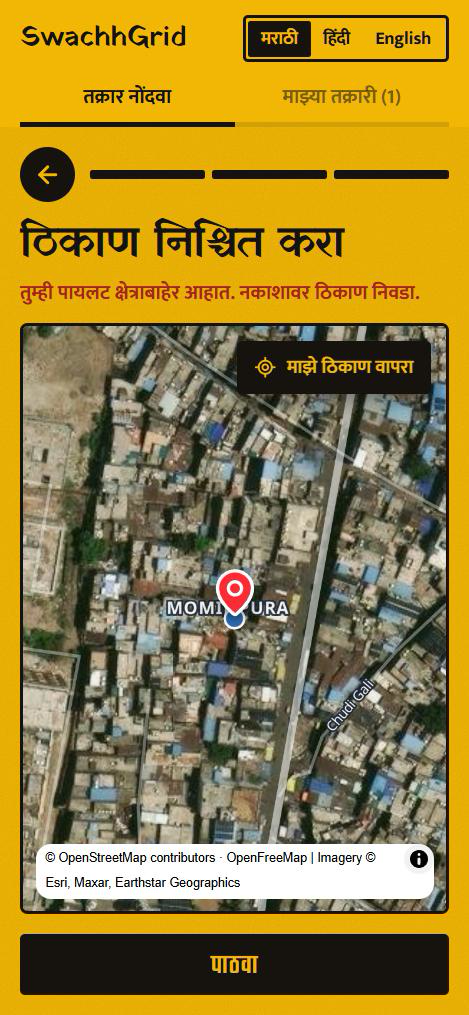 SwachhGrid
मराठी हिंदी English
तक्रार नोंदवा माझ्या तक्रारी (1)
ठिकाण निश्चित करा
तुम्ही पायलट क्षेत्राबाहेर आहात. नकाशावर ठिकाण निवडा.
माझे ठिकाण वापरा
Chudi Gali
© OpenStreetMap contributors · OpenFreeMap | Imagery ©
Esri, Maxar, Earthstar Geographics
पाठवा